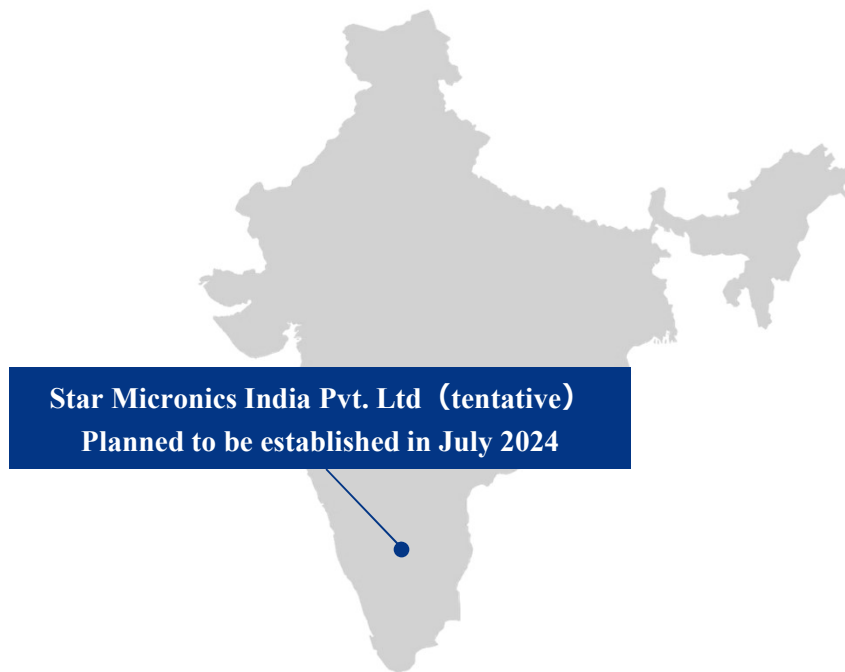 Star Micronics India Pvt. Ltd（tentative）
Planned to be established in July 2024